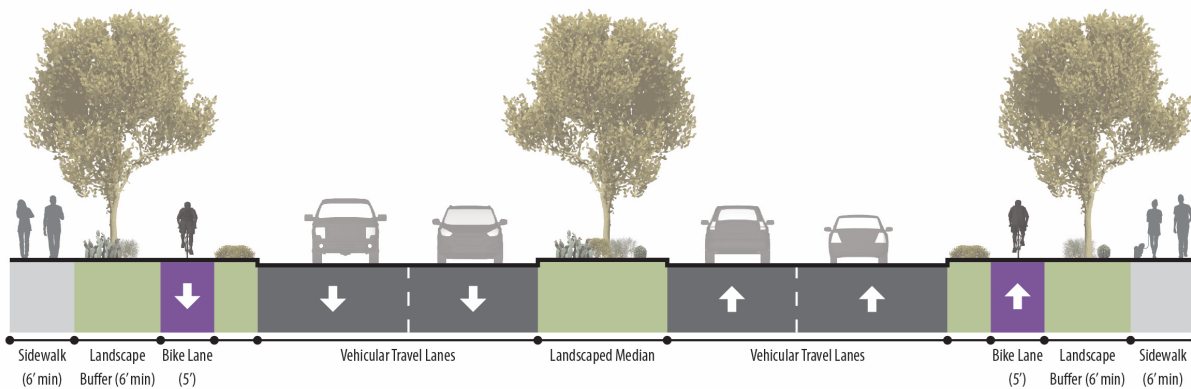 Sidewalk
(6' min)
Landscape
Buffer (6' min)
Bike Lane
(5')
Vehicular Travel Lanes
Landscaped Median
Vehicular Travel Lanes
Bike Lane
(5')
Landscape
Buffer (6' min)
Sidewalk
(6' min)